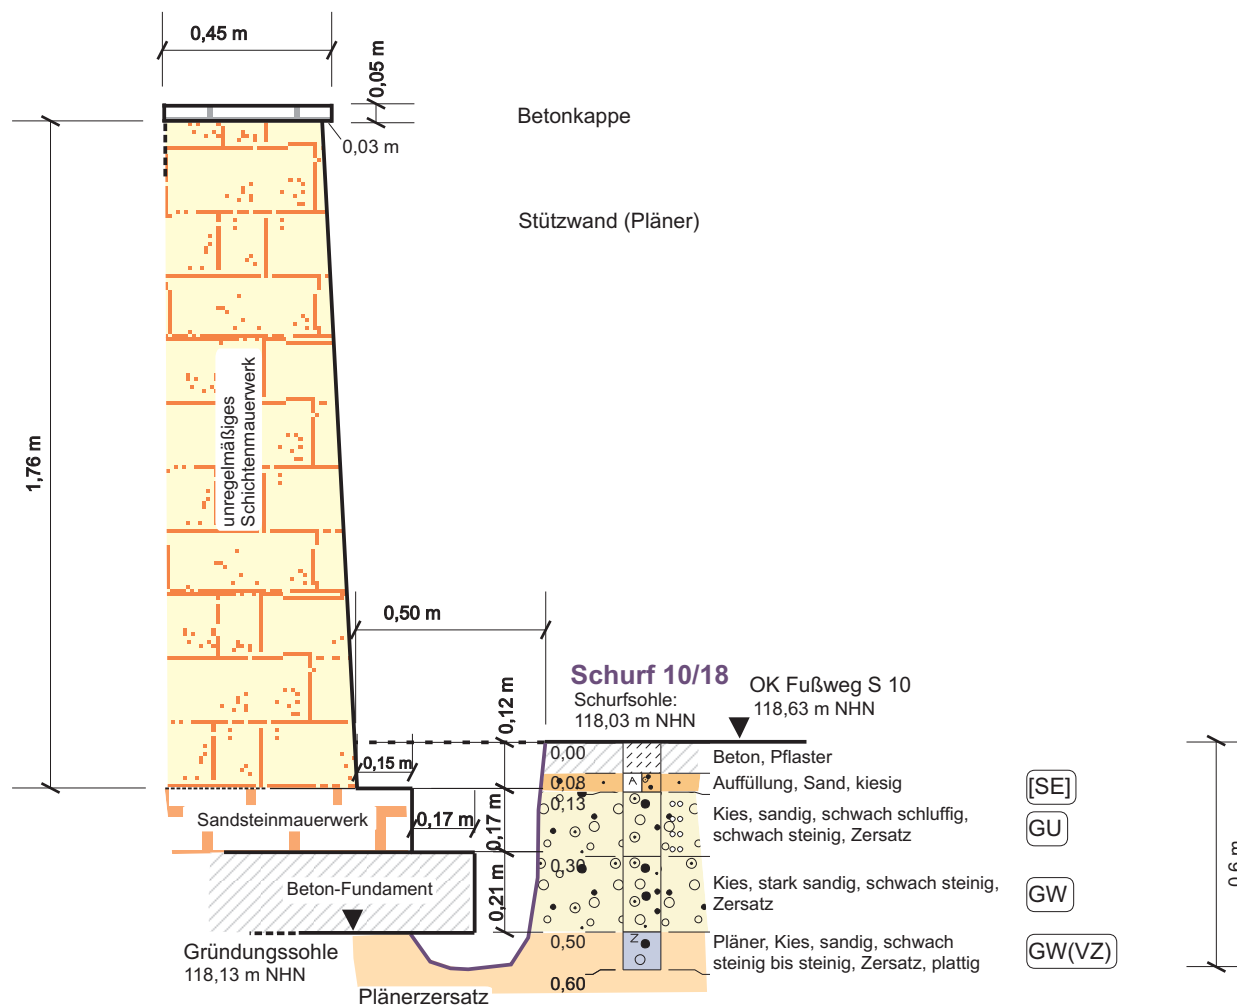 0,45 m
0,05 m
Betonkappe
0,03 m
Stützwand (Pläner)
1,76 m
unregelmäßiges
Schichtenmauerwerk
0,50 m
Schurf 10/18
Schurfsohle:
118,03 m NHN
OK Fußweg S 10
118,63 m NHN
0,12 m
0,00
Beton, Pflaster
0,15 m
0,08
A
Auffüllung, Sand, kiesig
[SE]
0,13
Sandsteinmauerwerk
0,17 m
0,17 m
Kies, sandig, schwach schluffig,
schwach steinig, Zersatz
GU
0,30
Beton-Fundament
0,21 m
Kies, stark sandig, schwach steinig,
Zersatz
GW
0,6 m
Gründungssohle
118,13 m NHN
0,50
Z
Pläner, Kies, sandig, schwach
steinig bis steinig, Zersatz, plattig
GW(VZ)
0,60
Plänerzersatz